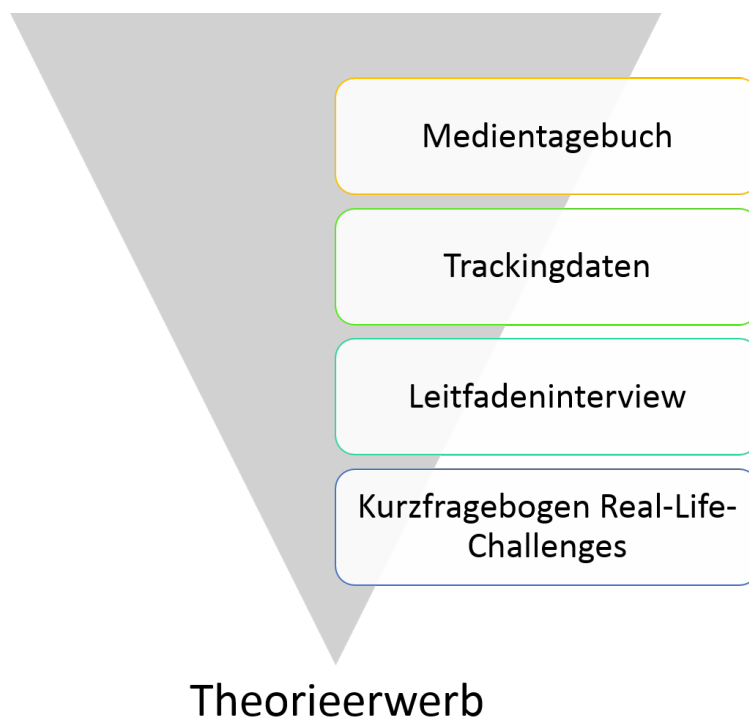 Medientagebuch
Trackingdaten
Leitfadeninterview
Kurzfragebogen Real-Life-
Challenges
Theorieerwerb